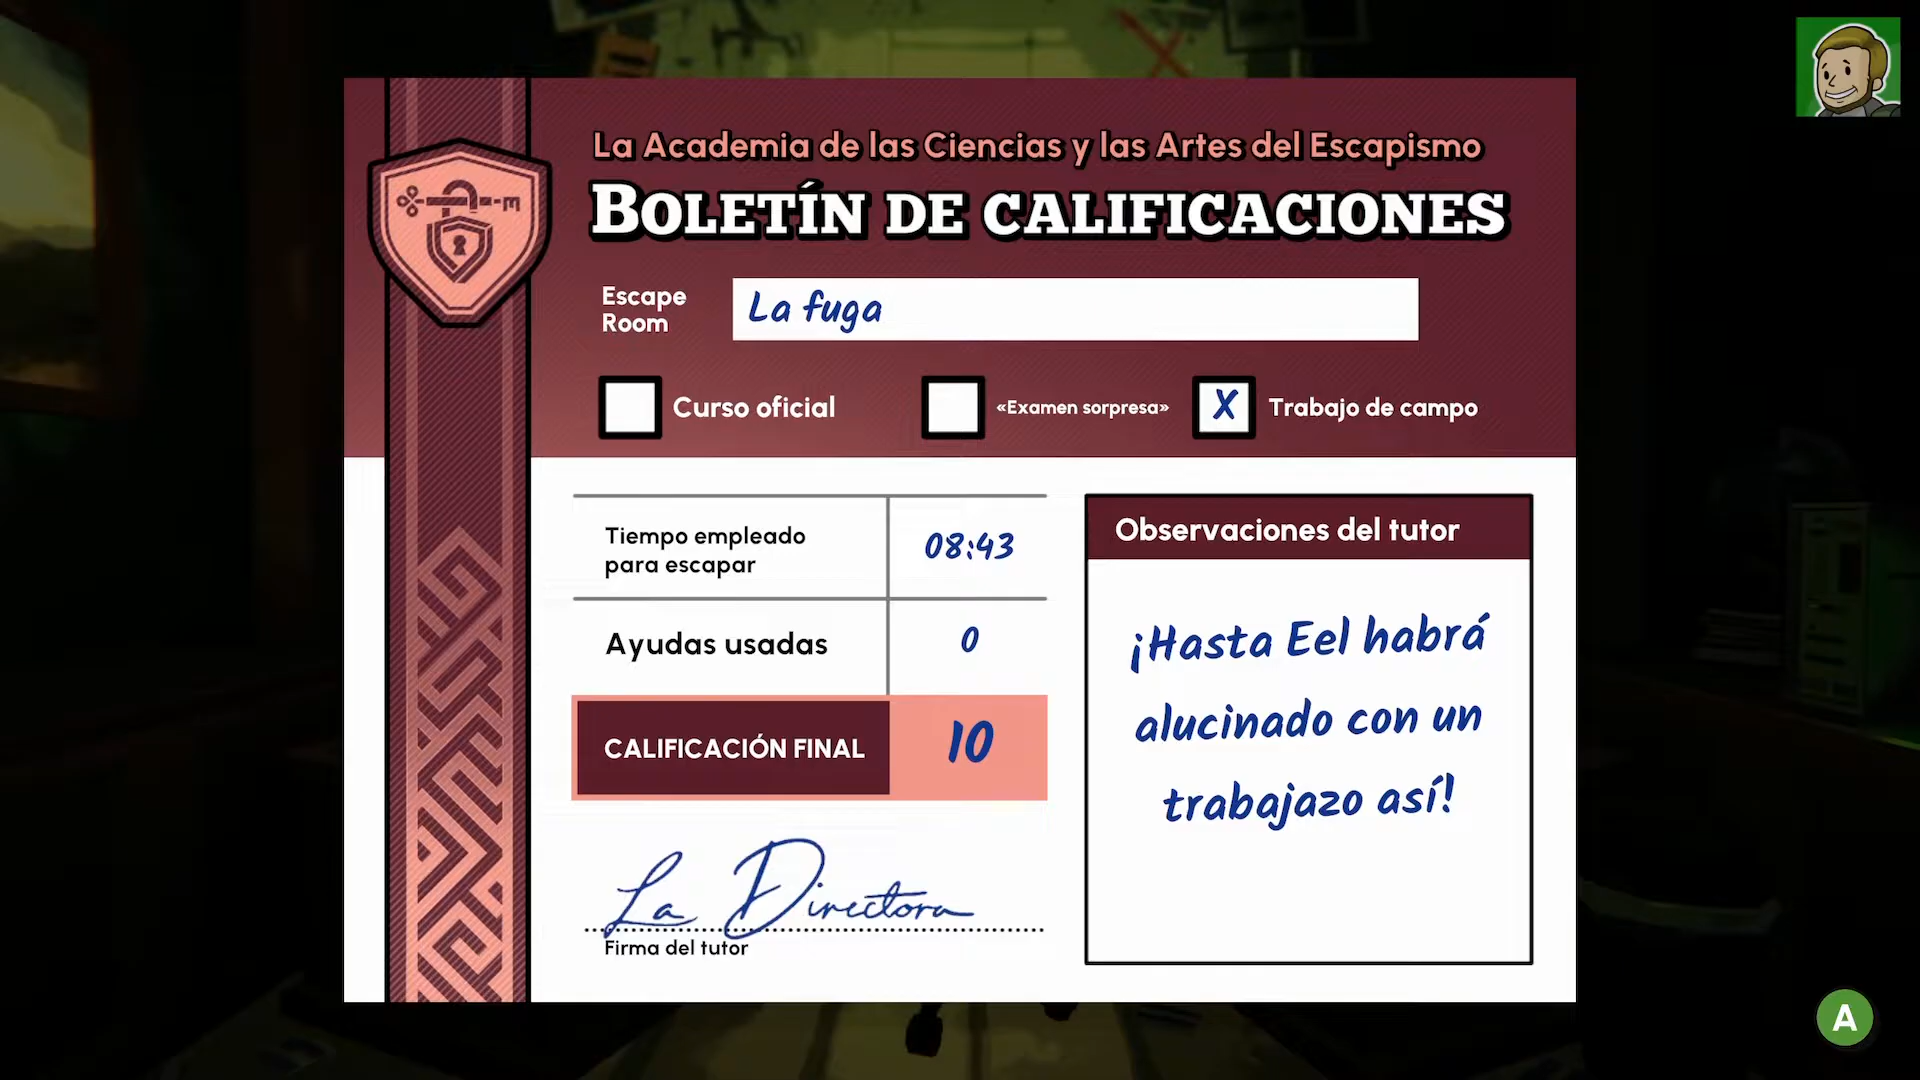 La Academia de las Ciencias y las Artes del Escapismo
BOLETÍN DE CALIFICACIONES
Escape
Room
La fuga
Curso oficial
«Examen sorpresa»
X Trabajo de campo
Tiempo empleado
para escapar
08:43
Ayudas usadas
0
CALIFICACIÓN FINAL
10
La Directora
Firma del tutor
Observaciones del tutor
¡Hasta Eel habrá
alucinado con un
trabajazo así!
A